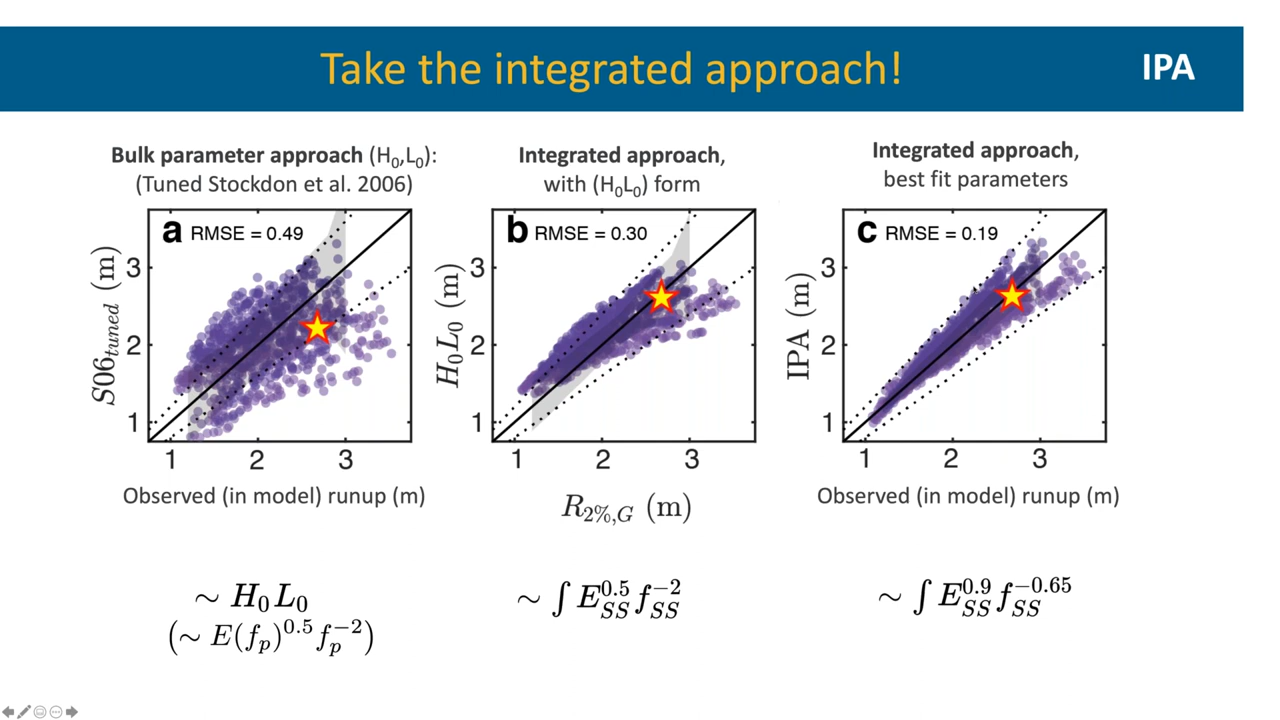 Take the integrated approach!
IPA
Bulk parameter approach (H₀,L₀):
(Tuned Stockdon et al. 2006)
a RMSE = 0.49
S06tuned (m)
3
2
1
1 2 3
Observed (in model) runup (m)
∼ H₀L₀
(∼ E(fₚ)^0.5 fₚ^−2)
Integrated approach,
with (H₀L₀) form
b RMSE = 0.30
H₀L₀ (m)
3
2
1
1 2 3
R2%,G (m)
∼ ∫ E_SS^0.5 f_SS^−2
Integrated approach,
best fit parameters
c RMSE = 0.19
IPA (m)
3
2
1
1 2 3
Observed (in model) runup (m)
∼ ∫ E_SS^0.9 f_SS^−0.65